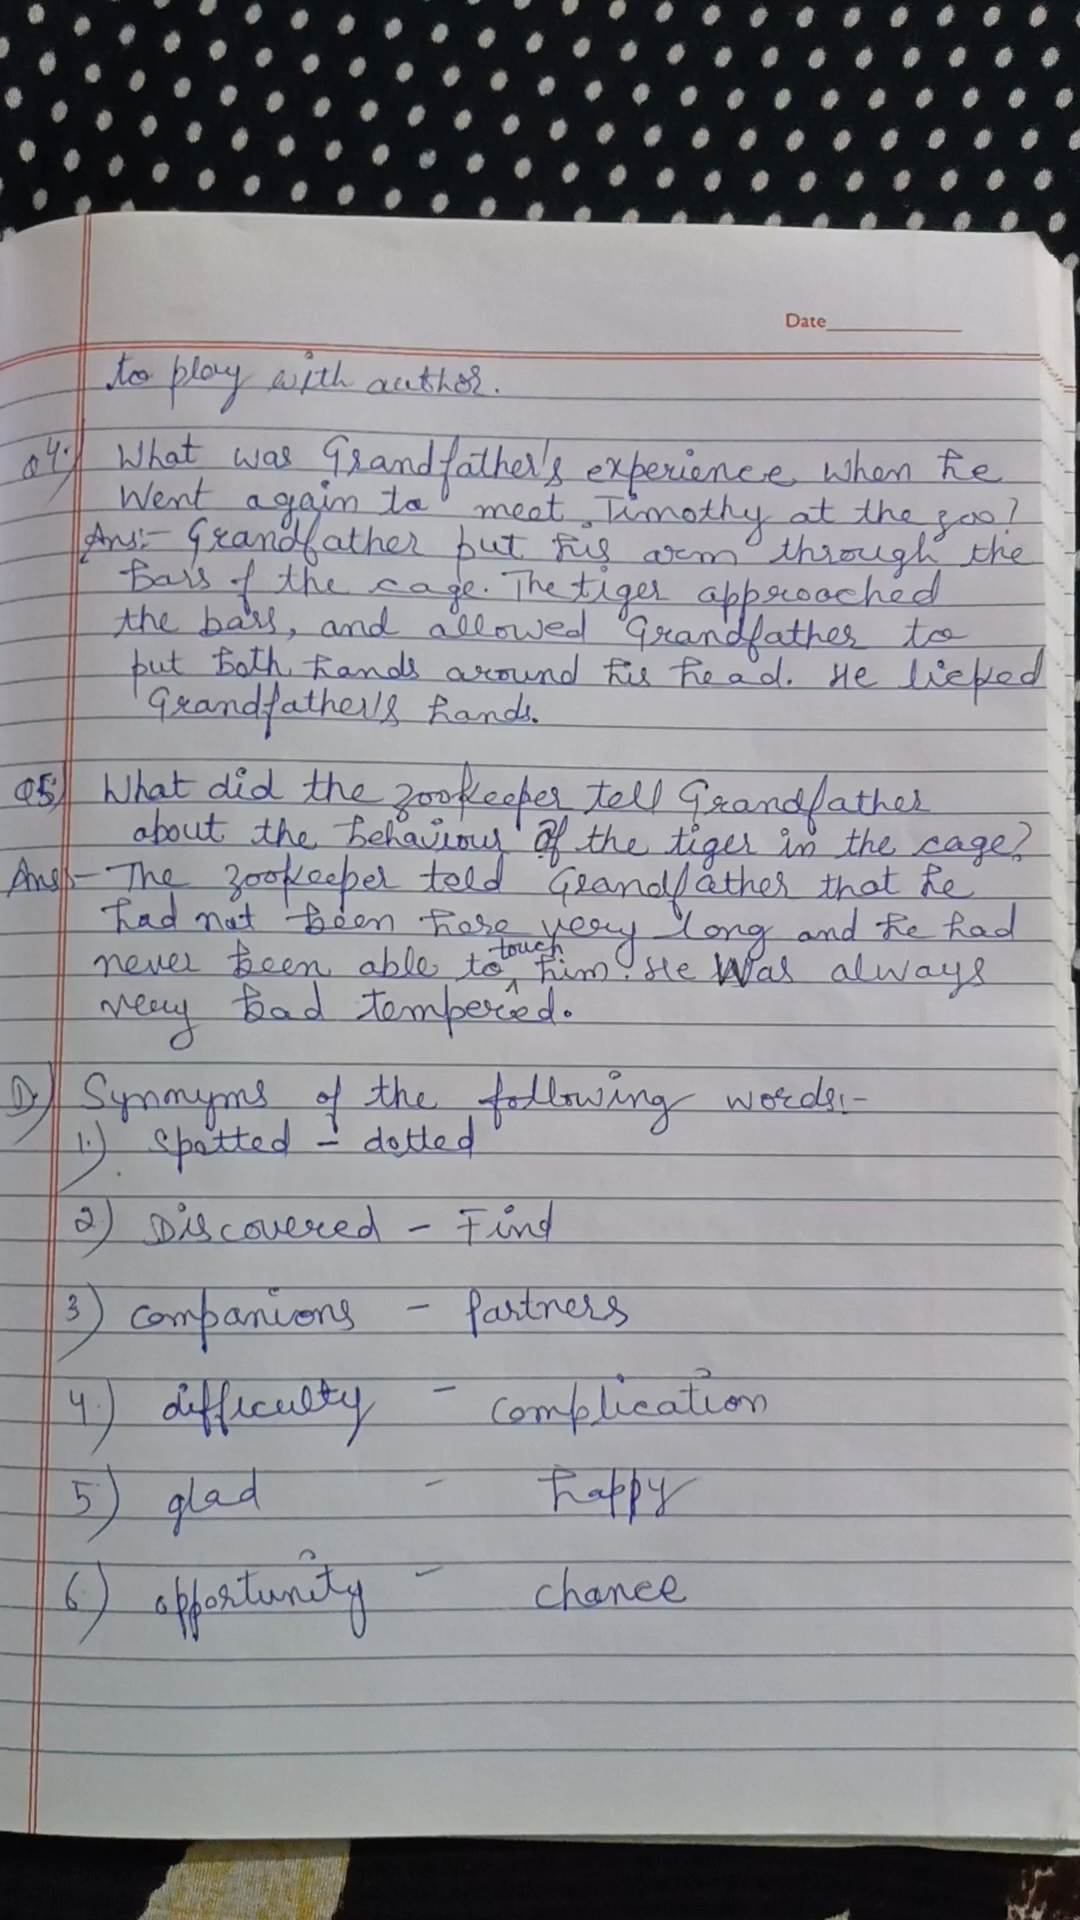 Date
to play with author.
Q4.) What was Grandfather's experience when he
went again to meet Timothy at the zoo?
Ans:- Grandfather put his arm through the
bars of the cage. The tiger approached
the bars, and allowed Grandfather to
put both hands around his head. He licked
Grandfather's hands.
Q5) What did the zookeeper tell Grandfather
about the behaviour of the tiger in the cage?
Ans:- The zookeeper told Grandfather that he
had not been here very long and he had
never been able to touch him. He was always
very bad tempered.
D) Synonyms of the following words:-
1.) Spotted - dotted
2) Discovered - Find
3) companions - Partners
4.) difficulty - complication
5) glad - happy
6.) opportunity - chance